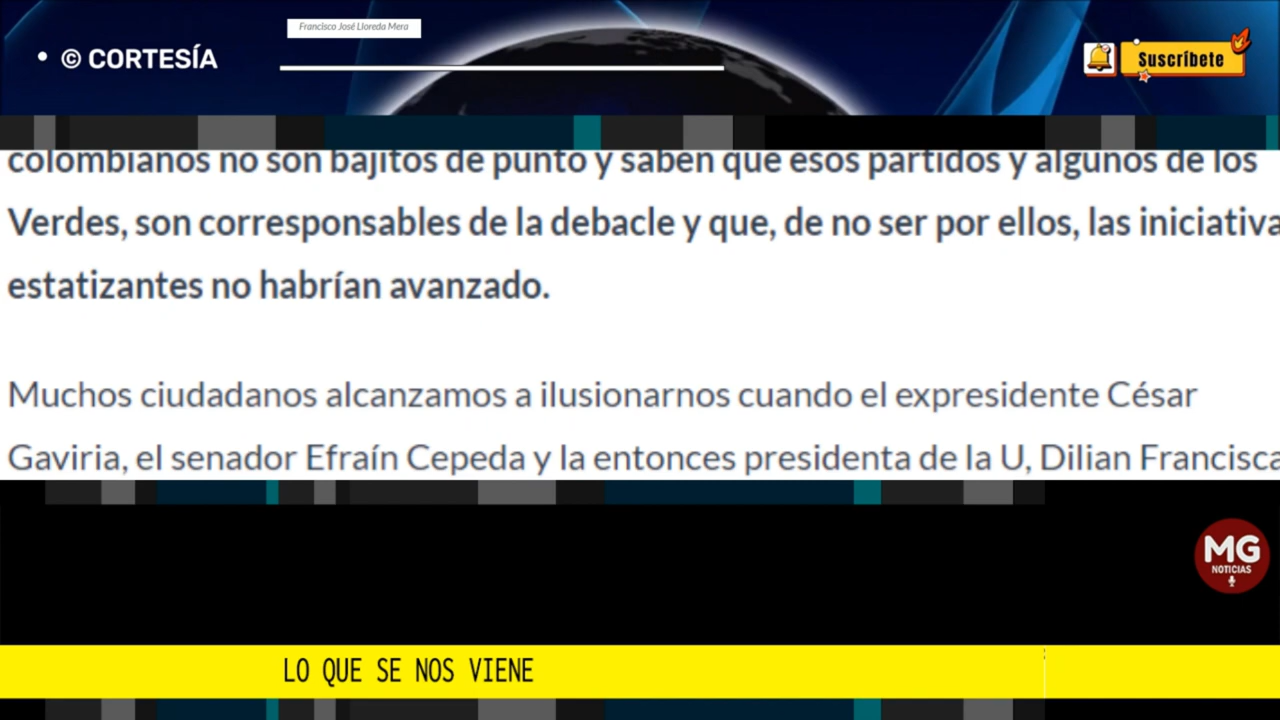 Francisco José Lloreda Mera
• © CORTESÍA
Suscríbete
colombianos no son bajitos de punto y saben que esos partidos y algunos de los
Verdes, son corresponsables de la debacle y que, de no ser por ellos, las iniciativa
estatizantes no habrían avanzado.
Muchos ciudadanos alcanzamos a ilusionarnos cuando el expresidente César
Gaviria, el senador Efraín Cepeda y la entonces presidenta de la U, Dilian Francisca
MG
NOTICIAS
LO QUE SE NOS VIENE